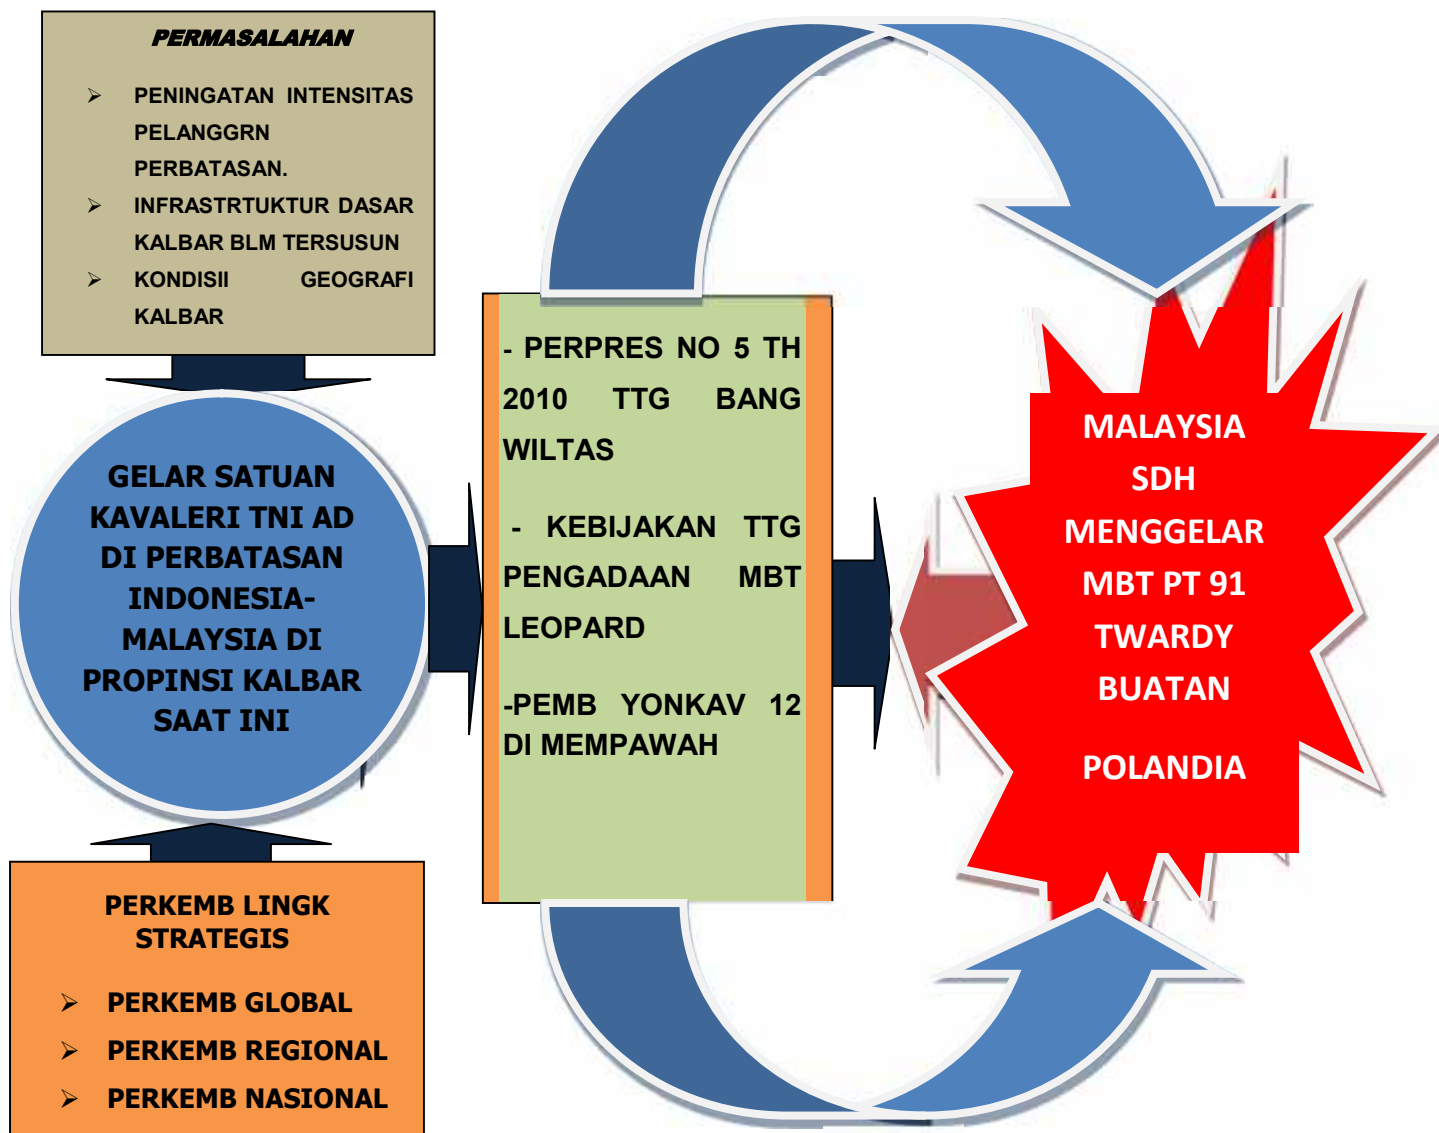 PERMASALAHAN
➢ PENINGATAN INTENSITAS
PELANGGRN
PERBATASAN.
➢ INFRASTRTUKTUR DASAR
KALBAR BLM TERSUSUN
➢ KONDISII GEOGRAFI
KALBAR
GELAR SATUAN
KAVALERI TNI AD
DI PERBATASAN
INDONESIA-
MALAYSIA DI
PROPINSI KALBAR
SAAT INI
PERKEMB LINGK
STRATEGIS
➢ PERKEMB GLOBAL
➢ PERKEMB REGIONAL
➢ PERKEMB NASIONAL
- PERPRES NO 5 TH
2010 TTG BANG
WILTAS
- KEBIJAKAN TTG
PENGADAAN MBT
LEOPARD
-PEMB YONKAV 12
DI MEMPAWAH
MALAYSIA
SDH
MENGGELAR
MBT PT 91
TWARDY
BUATAN
POLANDIA